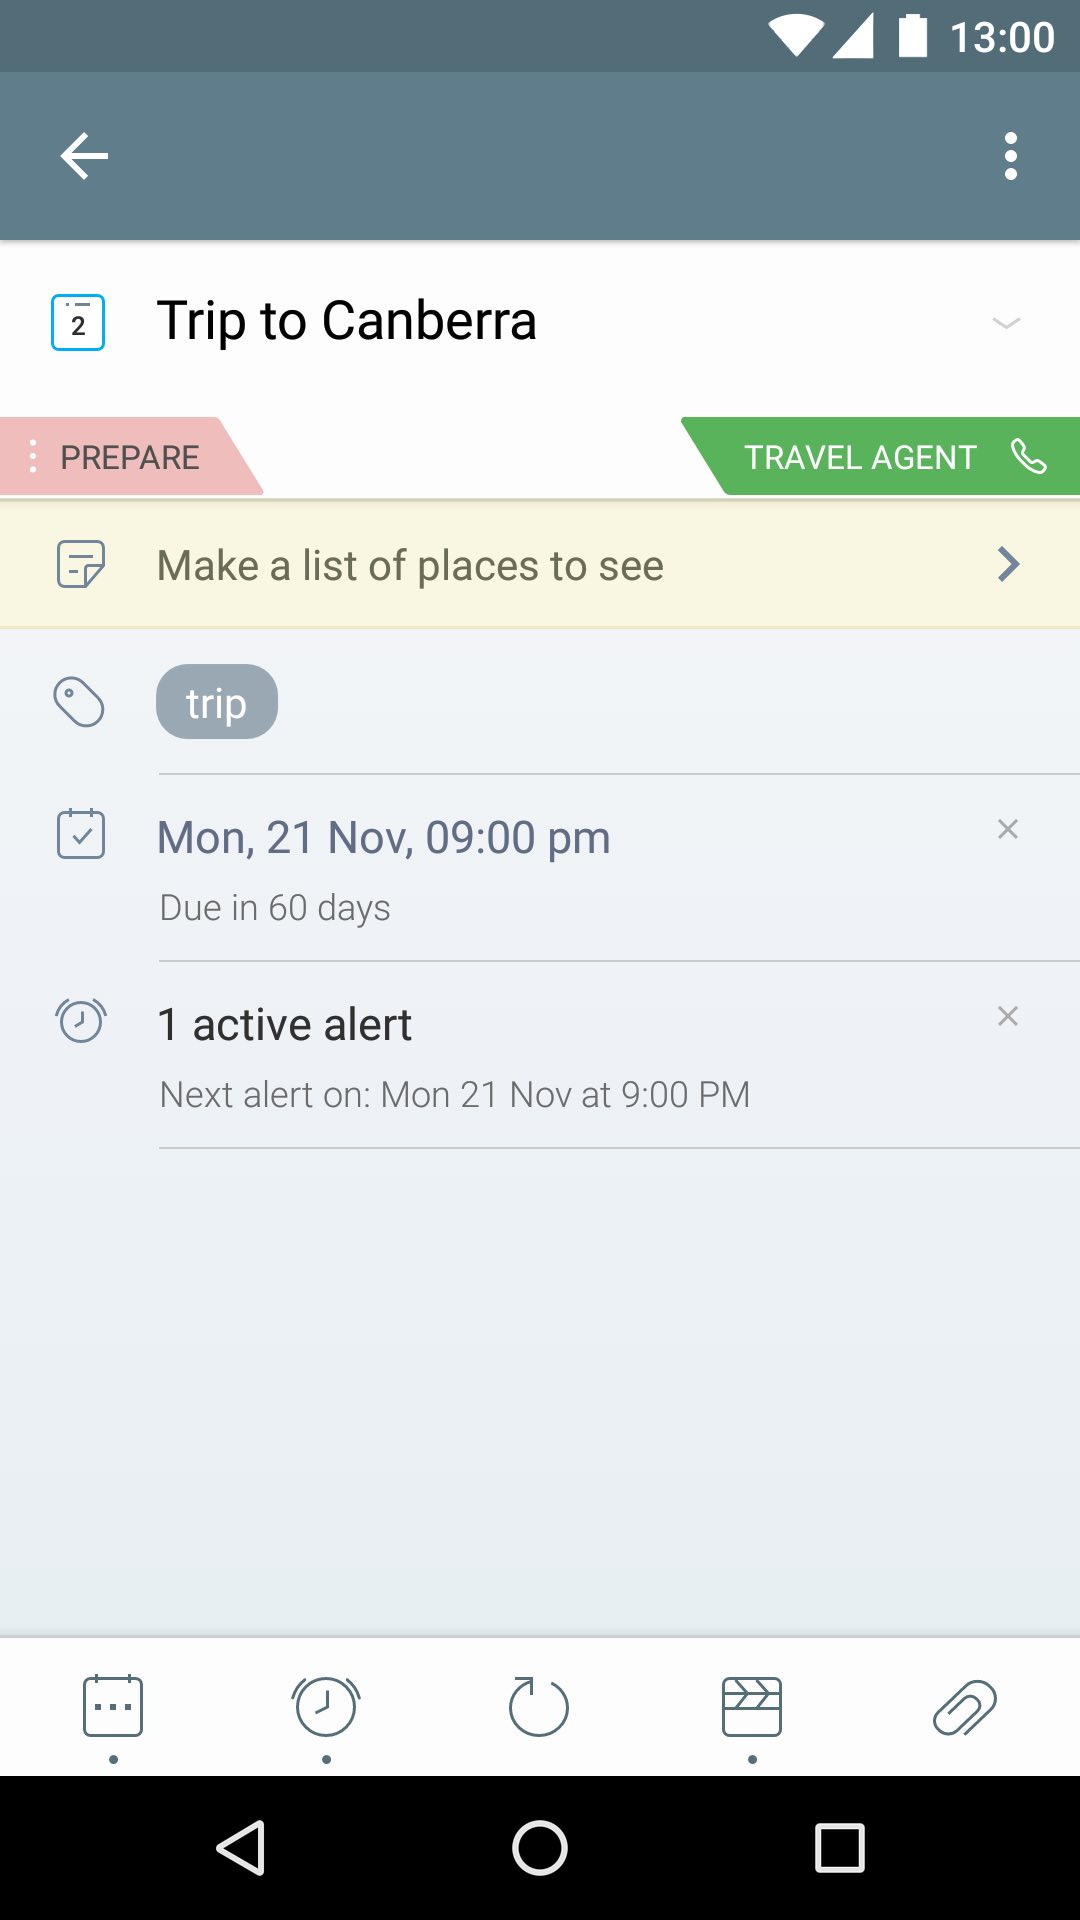 13:00
2
Trip to Canberra
PREPARE
TRAVEL AGENT
Make a list of places to see
trip
Mon, 21 Nov, 09:00 pm
Due in 60 days
1 active alert
Next alert on: Mon 21 Nov at 9:00 PM